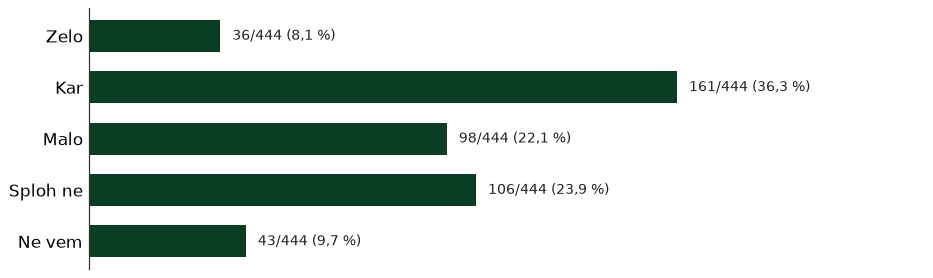 Zelo 36/444 (8,1 %)
Kar 161/444 (36,3 %)
Malo 98/444 (22,1 %)
Sploh ne 106/444 (23,9 %)
Ne vem 43/444 (9,7 %)